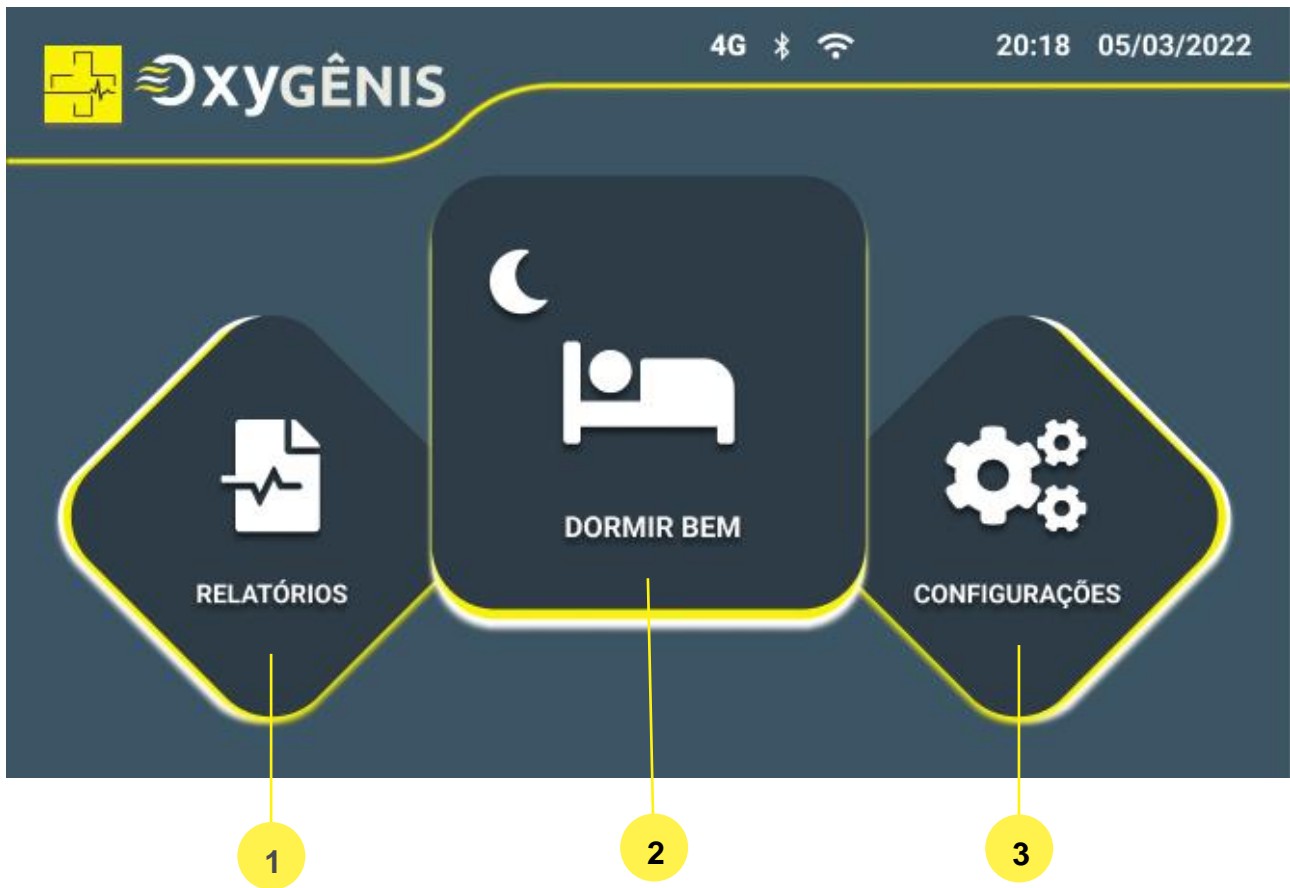 4G 20:18 05/03/2022
OxyGÊNIS
DORMIR BEM
RELATÓRIOS
CONFIGURAÇÕES
1 2 3